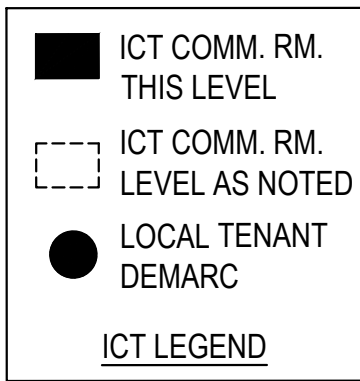 ICT COMM. RM.
THIS LEVEL
ICT COMM. RM.
LEVEL AS NOTED
LOCAL TENANT
DEMARC
ICT LEGEND